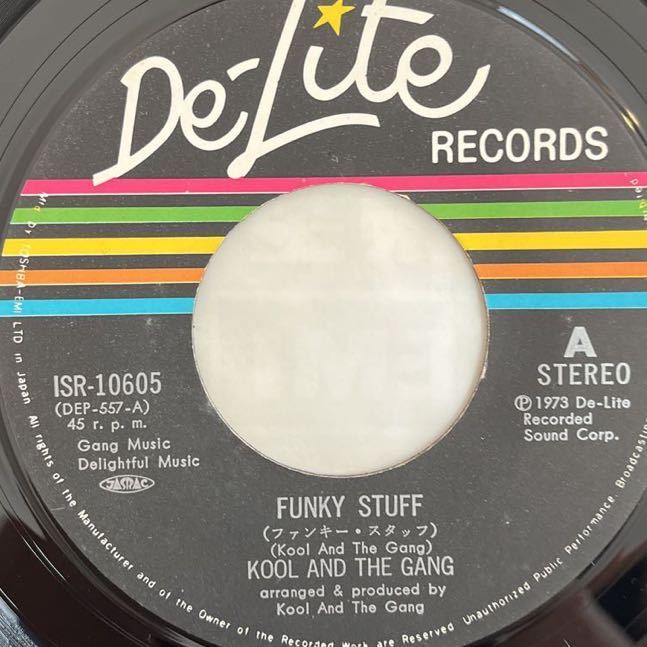 De-Lite
RECORDS
ISR-10605
(DEP-557-A)
45 r. p. m.
Gang Music
Delightful Music
JASRAC
A
STEREO
Ⓟ 1973 De-Lite
Recorded
Sound Corp.
FUNKY STUFF
(ファンキー・スタッフ)
(Kool And The Gang)
KOOL AND THE GANG
arranged & produced by
Kool And The Gang
Mfd. by TOSHIBA-EMI LTD in Japan All rights of the Manufacturer and of the Owner of the Recorded Work are Reserved Unauthorized Public Performance, Broadcasting